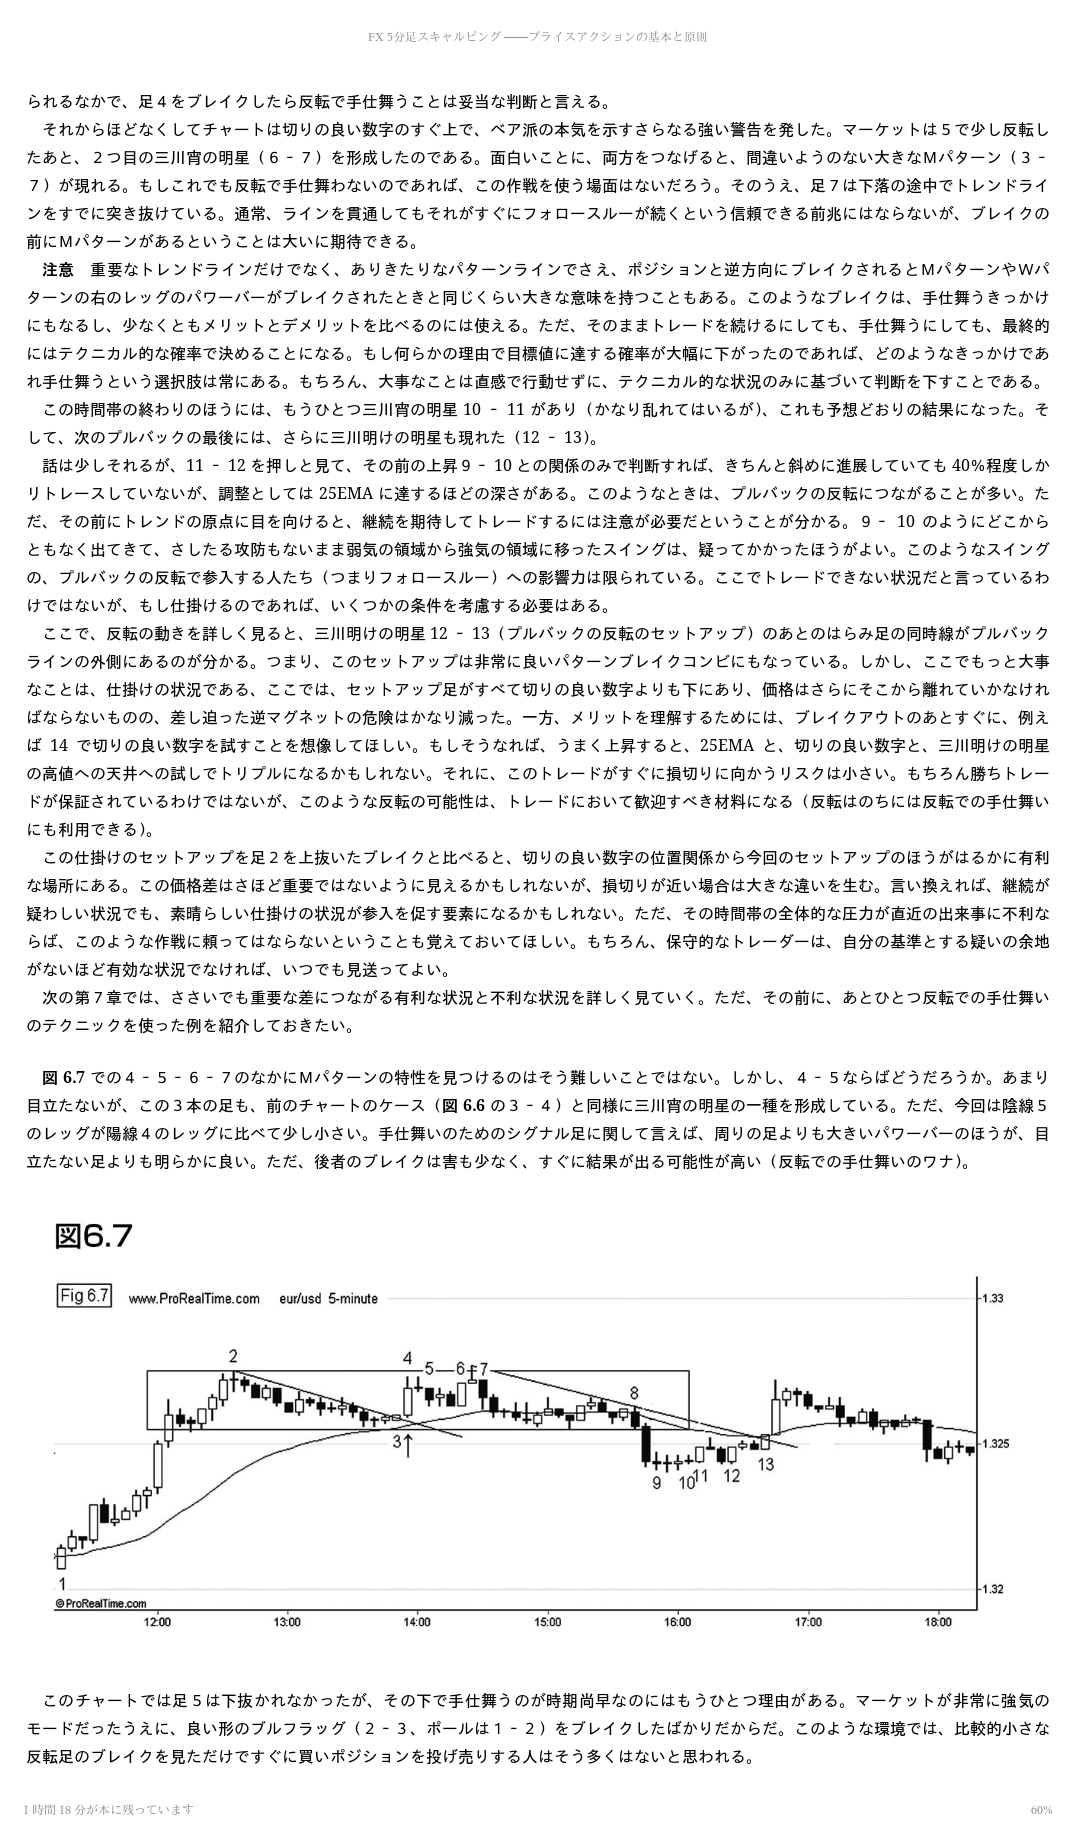 FX 5分足スキャルピング ――プライスアクションの基本と原則
られるなかで、足４をブレイクしたら反転で手仕舞うことは妥当な判断と言える。
それからほどなくしてチャートは切りの良い数字のすぐ上で、ベア派の本気を示すさらなる強い警告を発した。マーケットは５で少し反転し
たあと、２つ目の三川宵の明星（６‐７）を形成したのである。面白いことに、両方をつなげると、間違いようのない大きなMパターン（３‐
７）が現れる。もしこれでも反転で手仕舞わないのであれば、この作戦を使う場面はないだろう。そのうえ、足７は下落の途中でトレンドライ
ンをすでに突き抜けている。通常、ラインを貫通してもそれがすぐにフォロースルーが続くという信頼できる前兆にはならないが、ブレイクの
前にMパターンがあるということは大いに期待できる。
注意　重要なトレンドラインだけでなく、ありきたりなパターンラインでさえ、ポジションと逆方向にブレイクされるとMパターンやWパ
ターンの右のレッグのパワーバーがブレイクされたときと同じくらい大きな意味を持つこともある。このようなブレイクは、手仕舞うきっかけ
にもなるし、少なくともメリットとデメリットを比べるのには使える。ただ、そのままトレードを続けるにしても、手仕舞うにしても、最終的
にはテクニカル的な確率で決めることになる。もし何らかの理由で目標値に達する確率が大幅に下がったのであれば、どのようなきっかけであ
れ手仕舞うという選択肢は常にある。もちろん、大事なことは直感で行動せずに、テクニカル的な状況のみに基づいて判断を下すことである。
この時間帯の終わりのほうには、もうひとつ三川宵の明星 10 ‐ 11 があり（かなり乱れてはいるが）、これも予想どおりの結果になった。そ
して、次のプルバックの最後には、さらに三川明けの明星も現れた（12 ‐ 13）。
話は少しそれるが、11 ‐ 12 を押しと見て、その前の上昇９‐ 10 との関係のみで判断すれば、きちんと斜めに進展していても 40％程度しか
リトレースしていないが、調整としては 25EMA に達するほどの深さがある。このようなときは、プルバックの反転につながることが多い。た
だ、その前にトレンドの原点に目を向けると、継続を期待してトレードするには注意が必要だということが分かる。９‐ 10 のようにどこから
ともなく出てきて、さしたる攻防もないまま弱気の領域から強気の領域に移ったスイングは、疑ってかかったほうがよい。このようなスイング
の、プルバックの反転で参入する人たち（つまりフォロースルー）への影響力は限られている。ここでトレードできない状況だと言っているわ
けではないが、もし仕掛けるのであれば、いくつかの条件を考慮する必要はある。
ここで、反転の動きを詳しく見ると、三川明けの明星 12 ‐ 13（プルバックの反転のセットアップ）のあとのはらみ足の同時線がプルバック
ラインの外側にあるのが分かる。つまり、このセットアップは非常に良いパターンブレイクコンビにもなっている。しかし、ここでもっと大事
なことは、仕掛けの状況である、ここでは、セットアップ足がすべて切りの良い数字よりも下にあり、価格はさらにそこから離れていかなけれ
ばならないものの、差し迫った逆マグネットの危険はかなり減った。一方、メリットを理解するためには、ブレイクアウトのあとすぐに、例え
ば 14 で切りの良い数字を試すことを想像してほしい。もしそうなれば、うまく上昇すると、25EMA と、切りの良い数字と、三川明けの明星
の高値への天井への試しでトリプルになるかもしれない。それに、このトレードがすぐに損切りに向かうリスクは小さい。もちろん勝ちトレー
ドが保証されているわけではないが、このような反転の可能性は、トレードにおいて歓迎すべき材料になる（反転はのちには反転での手仕舞い
にも利用できる）。
この仕掛けのセットアップを足２を上抜いたブレイクと比べると、切りの良い数字の位置関係から今回のセットアップのほうがはるかに有利
な場所にある。この価格差はさほど重要ではないように見えるかもしれないが、損切りが近い場合は大きな違いを生む。言い換えれば、継続が
疑わしい状況でも、素晴らしい仕掛けの状況が参入を促す要素になるかもしれない。ただ、その時間帯の全体的な圧力が直近の出来事に不利な
らば、このような作戦に頼ってはならないということも覚えておいてほしい。もちろん、保守的なトレーダーは、自分の基準とする疑いの余地
がないほど有効な状況でなければ、いつでも見送ってよい。
次の第７章では、ささいでも重要な差につながる有利な状況と不利な状況を詳しく見ていく。ただ、その前に、あとひとつ反転での手仕舞い
のテクニックを使った例を紹介しておきたい。
図 6.7 での４‐５‐６‐７のなかにMパターンの特性を見つけるのはそう難しいことではない。しかし、４‐５ならばどうだろうか。あまり
目立たないが、この３本の足も、前のチャートのケース（図 6.6 の３‐４）と同様に三川宵の明星の一種を形成している。ただ、今回は陰線５
のレッグが陽線４のレッグに比べて少し小さい。手仕舞いのためのシグナル足に関して言えば、周りの足よりも大きいパワーバーのほうが、目
立たない足よりも明らかに良い。ただ、後者のブレイクは害も少なく、すぐに結果が出る可能性が高い（反転での手仕舞いのワナ）。
図6.7
Fig 6.7 www.ProRealTime.com eur/usd 5-minute
1.33
2
4
5
6
7
8
3
1.325
9
10
11
12
13
1
1.32
©ProRealTime.com
12:00 13:00 14:00 15:00 16:00 17:00 18:00
このチャートでは足５は下抜かれなかったが、その下で手仕舞うのが時期尚早なのにはもうひとつ理由がある。マーケットが非常に強気の
モードだったうえに、良い形のブルフラッグ（２‐３、ポールは１‐２）をブレイクしたばかりだからだ。このような環境では、比較的小さな
反転足のブレイクを見ただけですぐに買いポジションを投げ売りする人はそう多くはないと思われる。
1 時間 18 分が本に残っています
60%